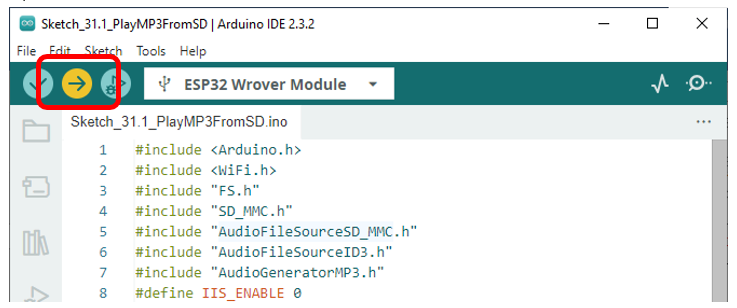 Sketch_31.1_PlayMP3FromSD | Arduino IDE 2.3.2
File Edit Sketch Tools Help
ESP32 Wrover Module
Sketch_31.1_PlayMP3FromSD.ino
1 #include <Arduino.h>
2 #include <WiFi.h>
3 #include "FS.h"
4 #include "SD_MMC.h"
5 #include "AudioFileSourceSD_MMC.h"
6 #include "AudioFileSourceID3.h"
7 #include "AudioGeneratorMP3.h"
8 #define IIS_ENABLE 0